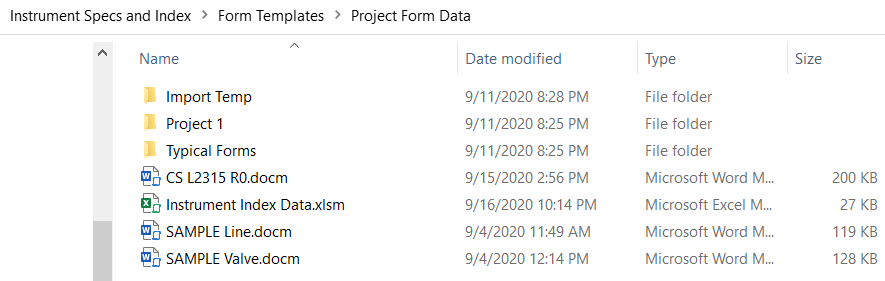 Instrument Specs and Index > Form Templates > Project Form Data
Name Date modified Type Size
Import Temp 9/11/2020 8:28 PM File folder
Project 1 9/11/2020 8:25 PM File folder
Typical Forms 9/11/2020 8:25 PM File folder
CS L2315 R0.docm 9/15/2020 2:56 PM Microsoft Word M... 200 KB
Instrument Index Data.xlsm 9/16/2020 10:14 PM Microsoft Excel M... 27 KB
SAMPLE Line.docm 9/4/2020 11:49 AM Microsoft Word M... 119 KB
SAMPLE Valve.docm 9/4/2020 12:14 PM Microsoft Word M... 128 KB